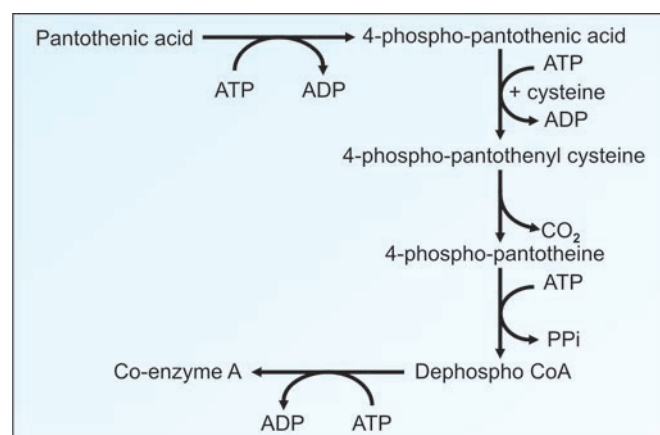 Pantothenic acid
4-phospho-pantothenic acid
ATP
ADP
ATP
+ cysteine
ADP
4-phospho-pantothenyl cysteine
CO₂
4-phospho-pantotheine
ATP
PPi
Co-enzyme A
Dephospho CoA
ADP
ATP